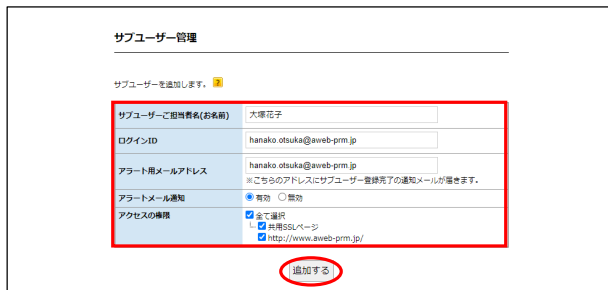 サブユーザー管理
サブユーザーを追加します。 ?
サブユーザーご担当者名(お名前) 大塚花子
ログインID hanako.otsuka@aweb-prm.jp
アラート用メールアドレス hanako.otsuka@aweb-prm.jp
※こちらのアドレスにサブユーザー登録完了の通知メールが届きます。
アラートメール通知 有効 無効
アクセスの権限 全て選択
共用SSLページ
http://www.aweb-prm.jp/
追加する